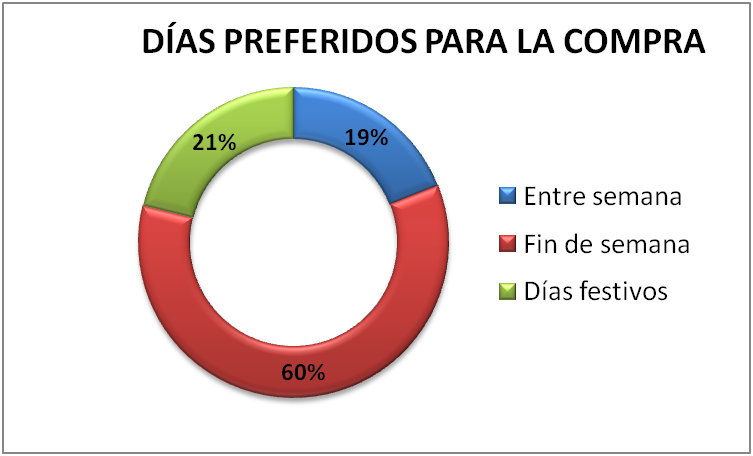 DÍAS PREFERIDOS PARA LA COMPRA
21%
19%
60%
Entre semana
Fin de semana
Días festivos